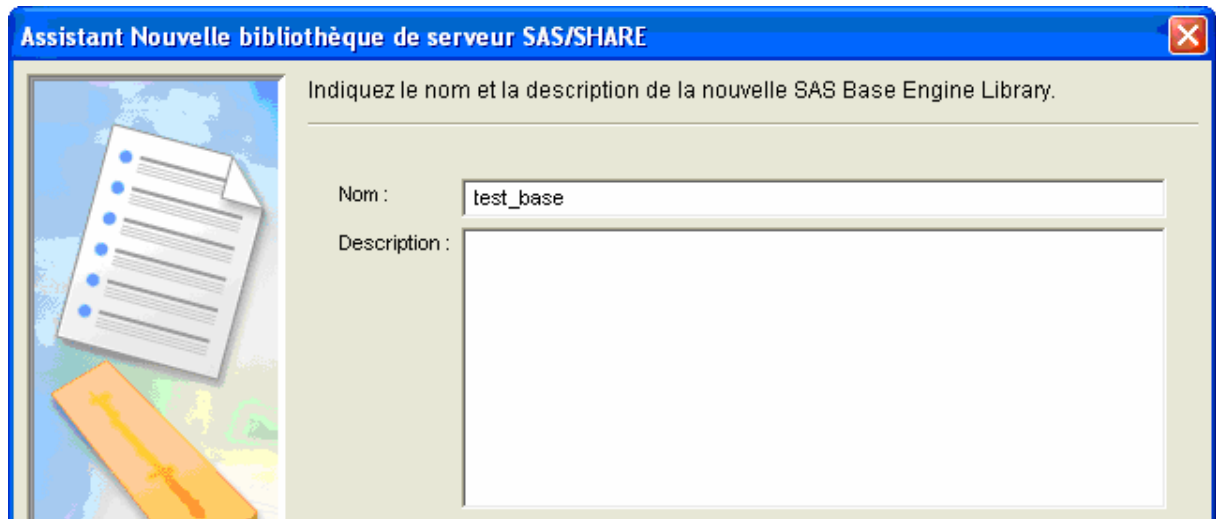 Assistant Nouvelle bibliothèque de serveur SAS/SHARE
Indiquez le nom et la description de la nouvelle SAS Base Engine Library.
Nom : test_base
Description :